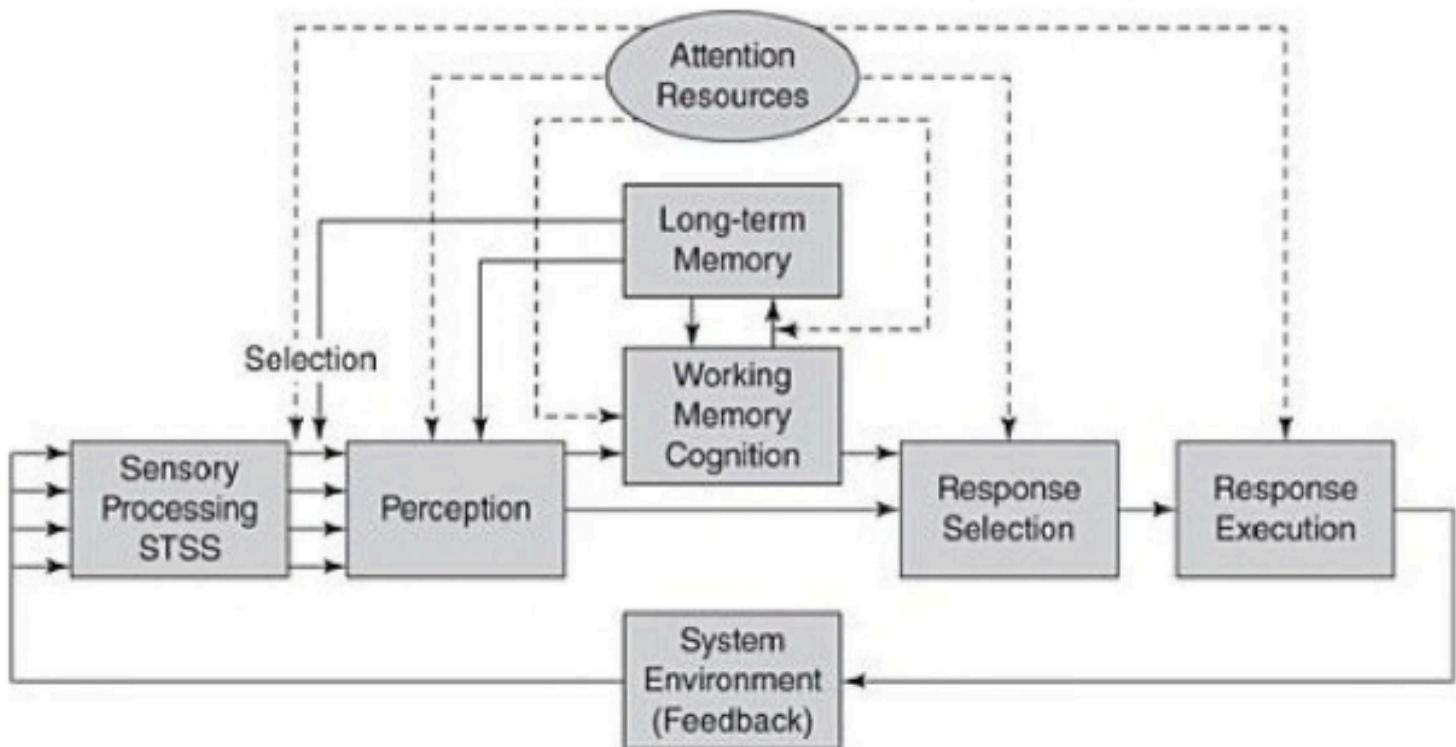 Attention
Resources
Long-term
Memory
Selection
Working
Memory
Cognition
Sensory
Processing
STSS
Perception
Response
Selection
Response
Execution
System
Environment
(Feedback)